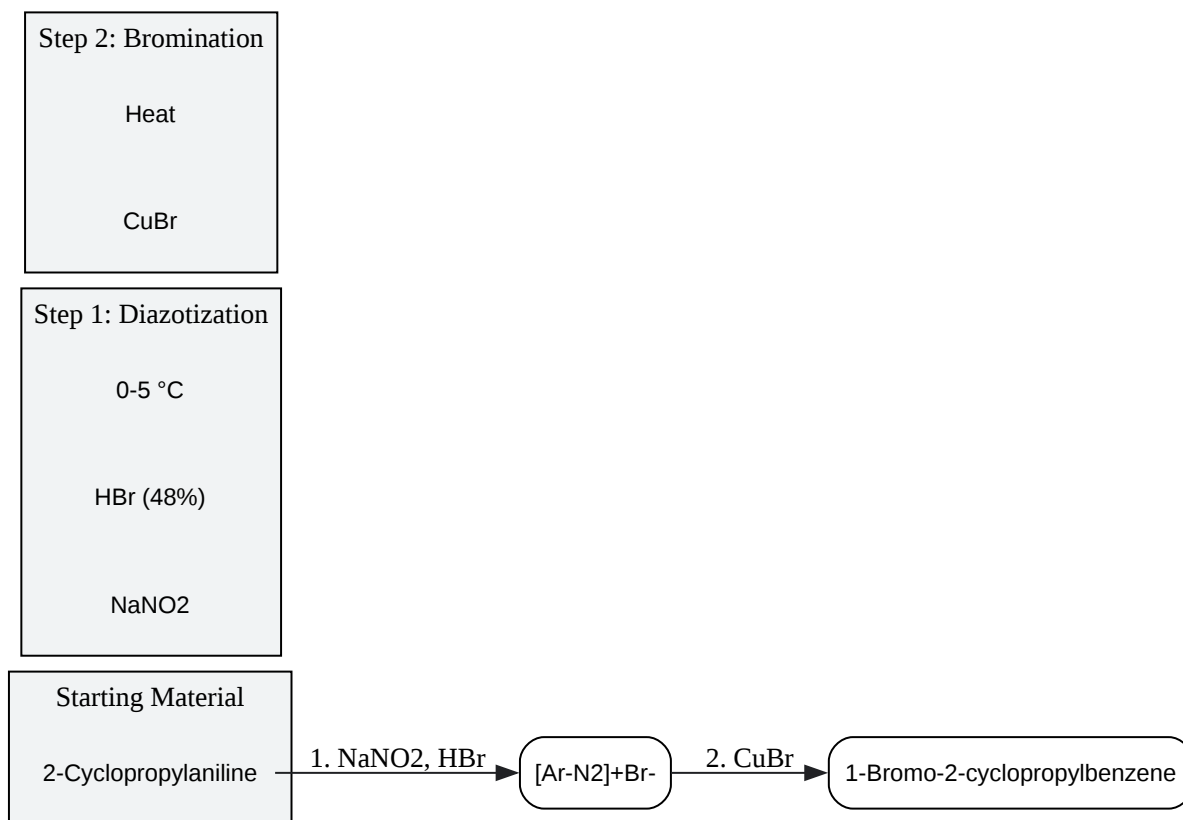 Step 2: Bromination
Heat
CuBr
Step 1: Diazotization
0-5 °C
HBr (48%)
NaNO2
Starting Material
2-Cyclopropylaniline
1. NaNO2, HBr
[Ar-N2]+Br-
2. CuBr
1-Bromo-2-cyclopropylbenzene